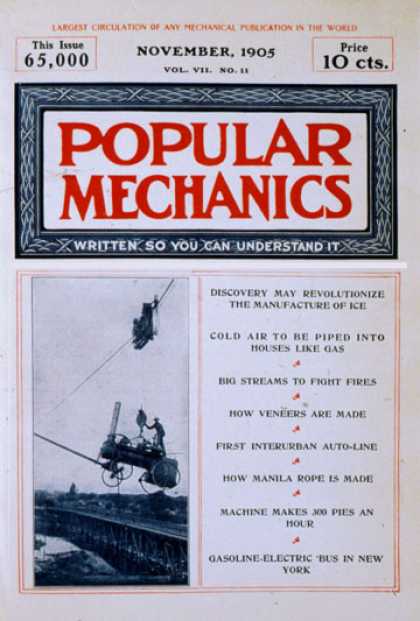 LARGEST CIRCULATION OF ANY MECHANICAL PUBLICATION IN THE WORLD
This Issue
65,000
NOVEMBER, 1905
VOL. VII. NO. 11
Price
10 cts.
POPULAR
MECHANICS
WRITTEN SO YOU CAN UNDERSTAND IT
DISCOVERY MAY REVOLUTIONIZE
THE MANUFACTURE OF ICE
COLD AIR TO BE PIPED INTO
HOUSES LIKE GAS
BIG STREAMS TO FIGHT FIRES
HOW VENEERS ARE MADE
FIRST INTERURBAN AUTO-LINE
HOW MANILA ROPE IS MADE
MACHINE MAKES 300 PIES AN
HOUR
GASOLINE-ELECTRIC 'BUS IN NEW
YORK